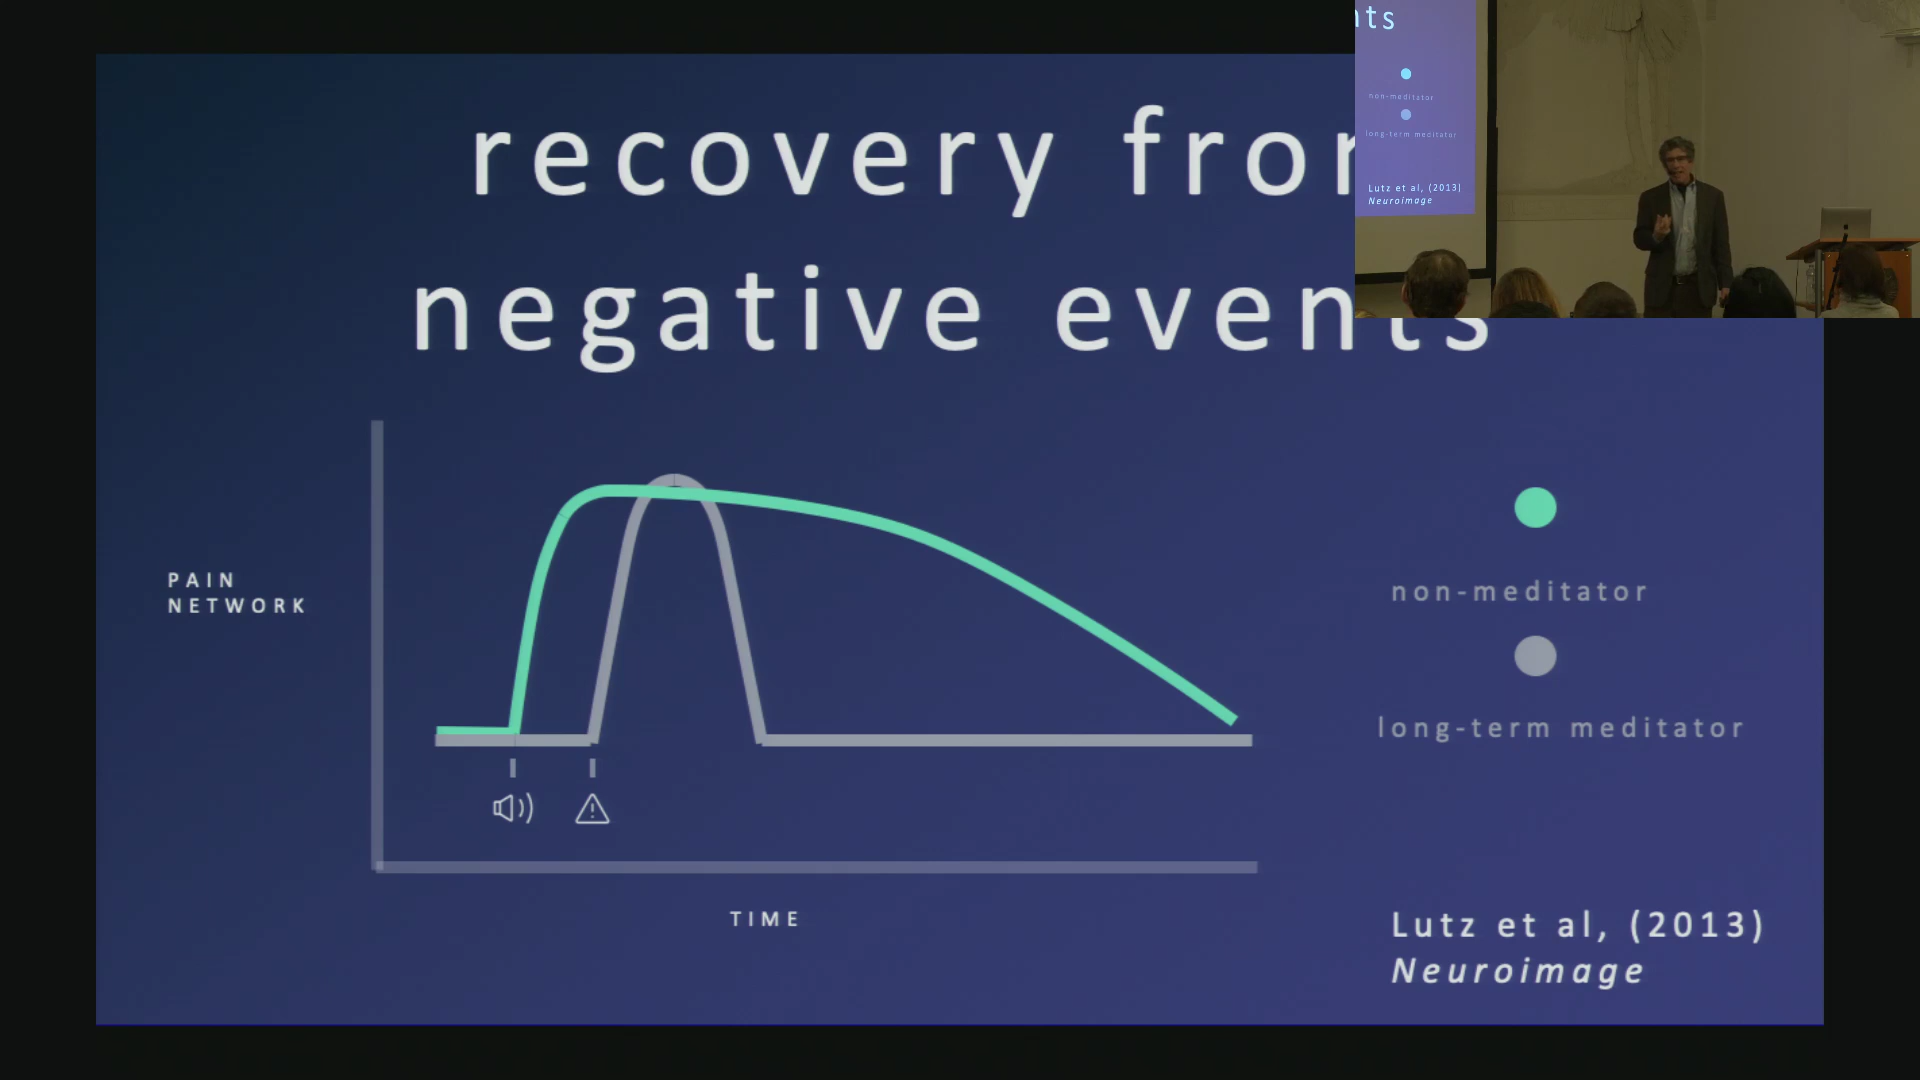 recovery from
negative events
nts
non-meditator
long-term meditator
Lutz et al, (2013)
Neuroimage
PAIN
NETWORK
non-meditator
long-term meditator
TIME
Lutz et al, (2013)
Neuroimage